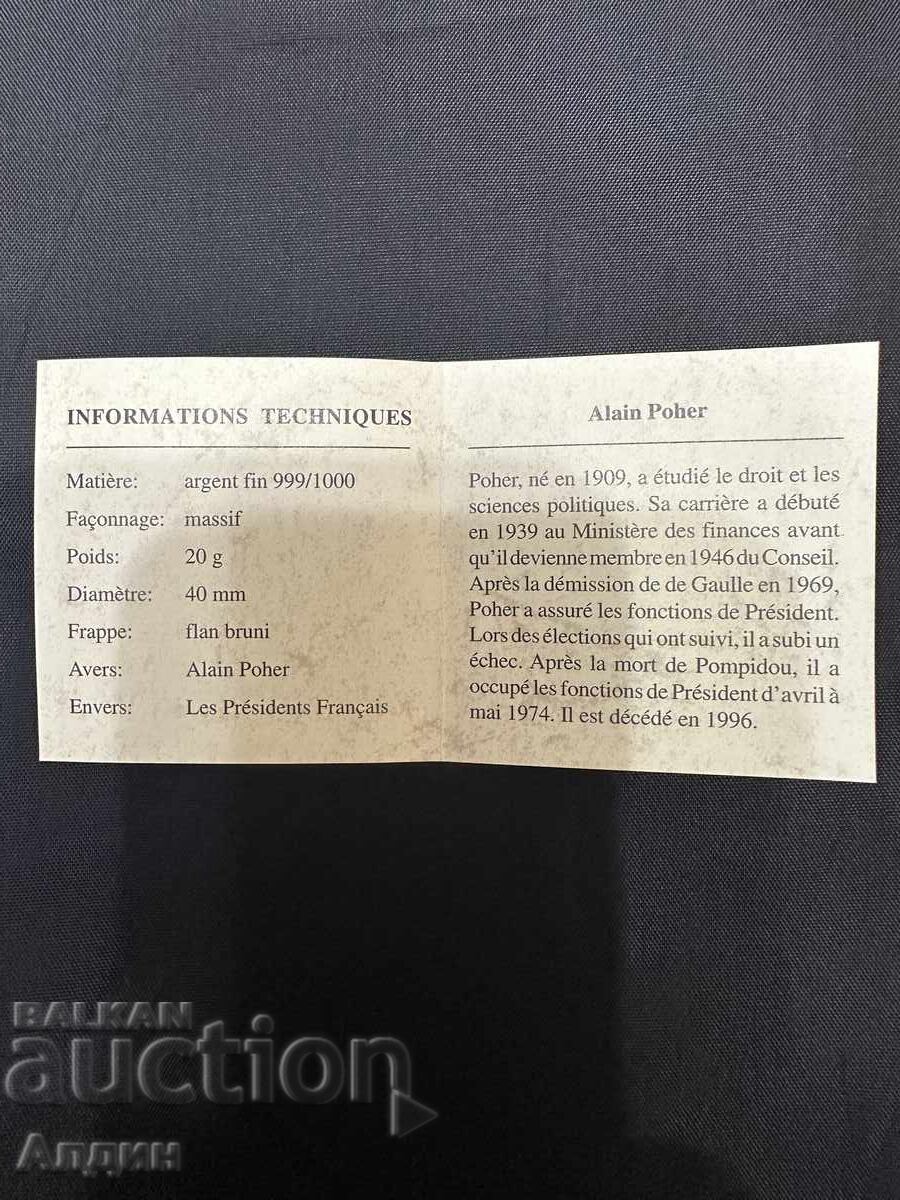 INFORMATIONS TECHNIQUES
Matière: argent fin 999/1000
Façonnage: massif
Poids: 20 g
Diamètre: 40 mm
Frappe: flan bruni
Avers: Alain Poher
Envers: Les Présidents Français
Alain Poher
Poher, né en 1909, a étudié le droit et les
sciences politiques. Sa carrière a débuté
en 1939 au Ministère des finances avant
qu'il devienne membre en 1946 du Conseil.
Après la démission de de Gaulle en 1969,
Poher a assuré les fonctions de Président.
Lors des élections qui ont suivi, il a subi un
échec. Après la mort de Pompidou, il a
occupé les fonctions de Président d'avril à
mai 1974. Il est décédé en 1996.
BALKAN
auction
Алдин